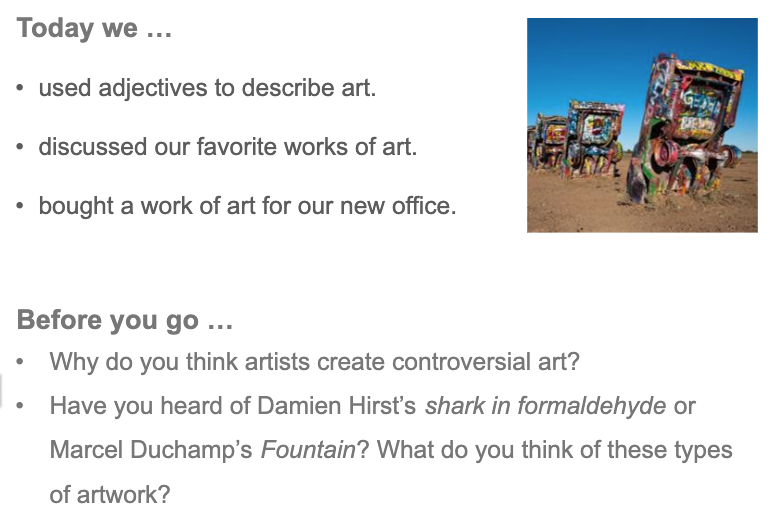 Today we …
• used adjectives to describe art.
• discussed our favorite works of art.
• bought a work of art for our new office.
Before you go …
• Why do you think artists create controversial art?
• Have you heard of Damien Hirst’s shark in formaldehyde or
Marcel Duchamp’s Fountain? What do you think of these types
of artwork?